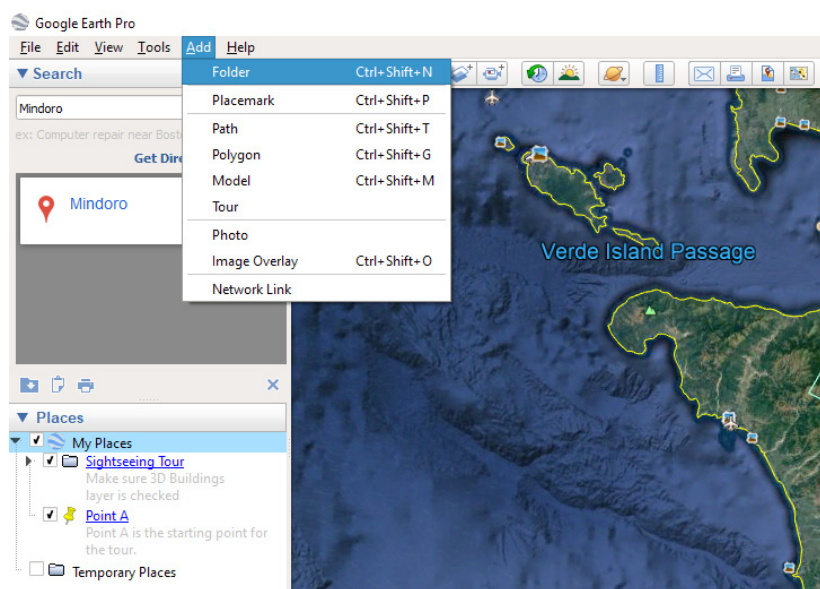 Google Earth Pro
File Edit View Tools Add Help
Search
Mindoro
ex: Computer repair near Bost
Get Dire
Mindoro
Folder Ctrl+Shift+N
Placemark Ctrl+Shift+P
Path Ctrl+Shift+T
Polygon Ctrl+Shift+G
Model Ctrl+Shift+M
Tour
Photo
Image Overlay Ctrl+Shift+O
Network Link
Verde Island Passage
Places
My Places
Sightseeing Tour
Make sure 3D Buildings
layer is checked
Point A
Point A is the starting point for
the tour.
Temporary Places